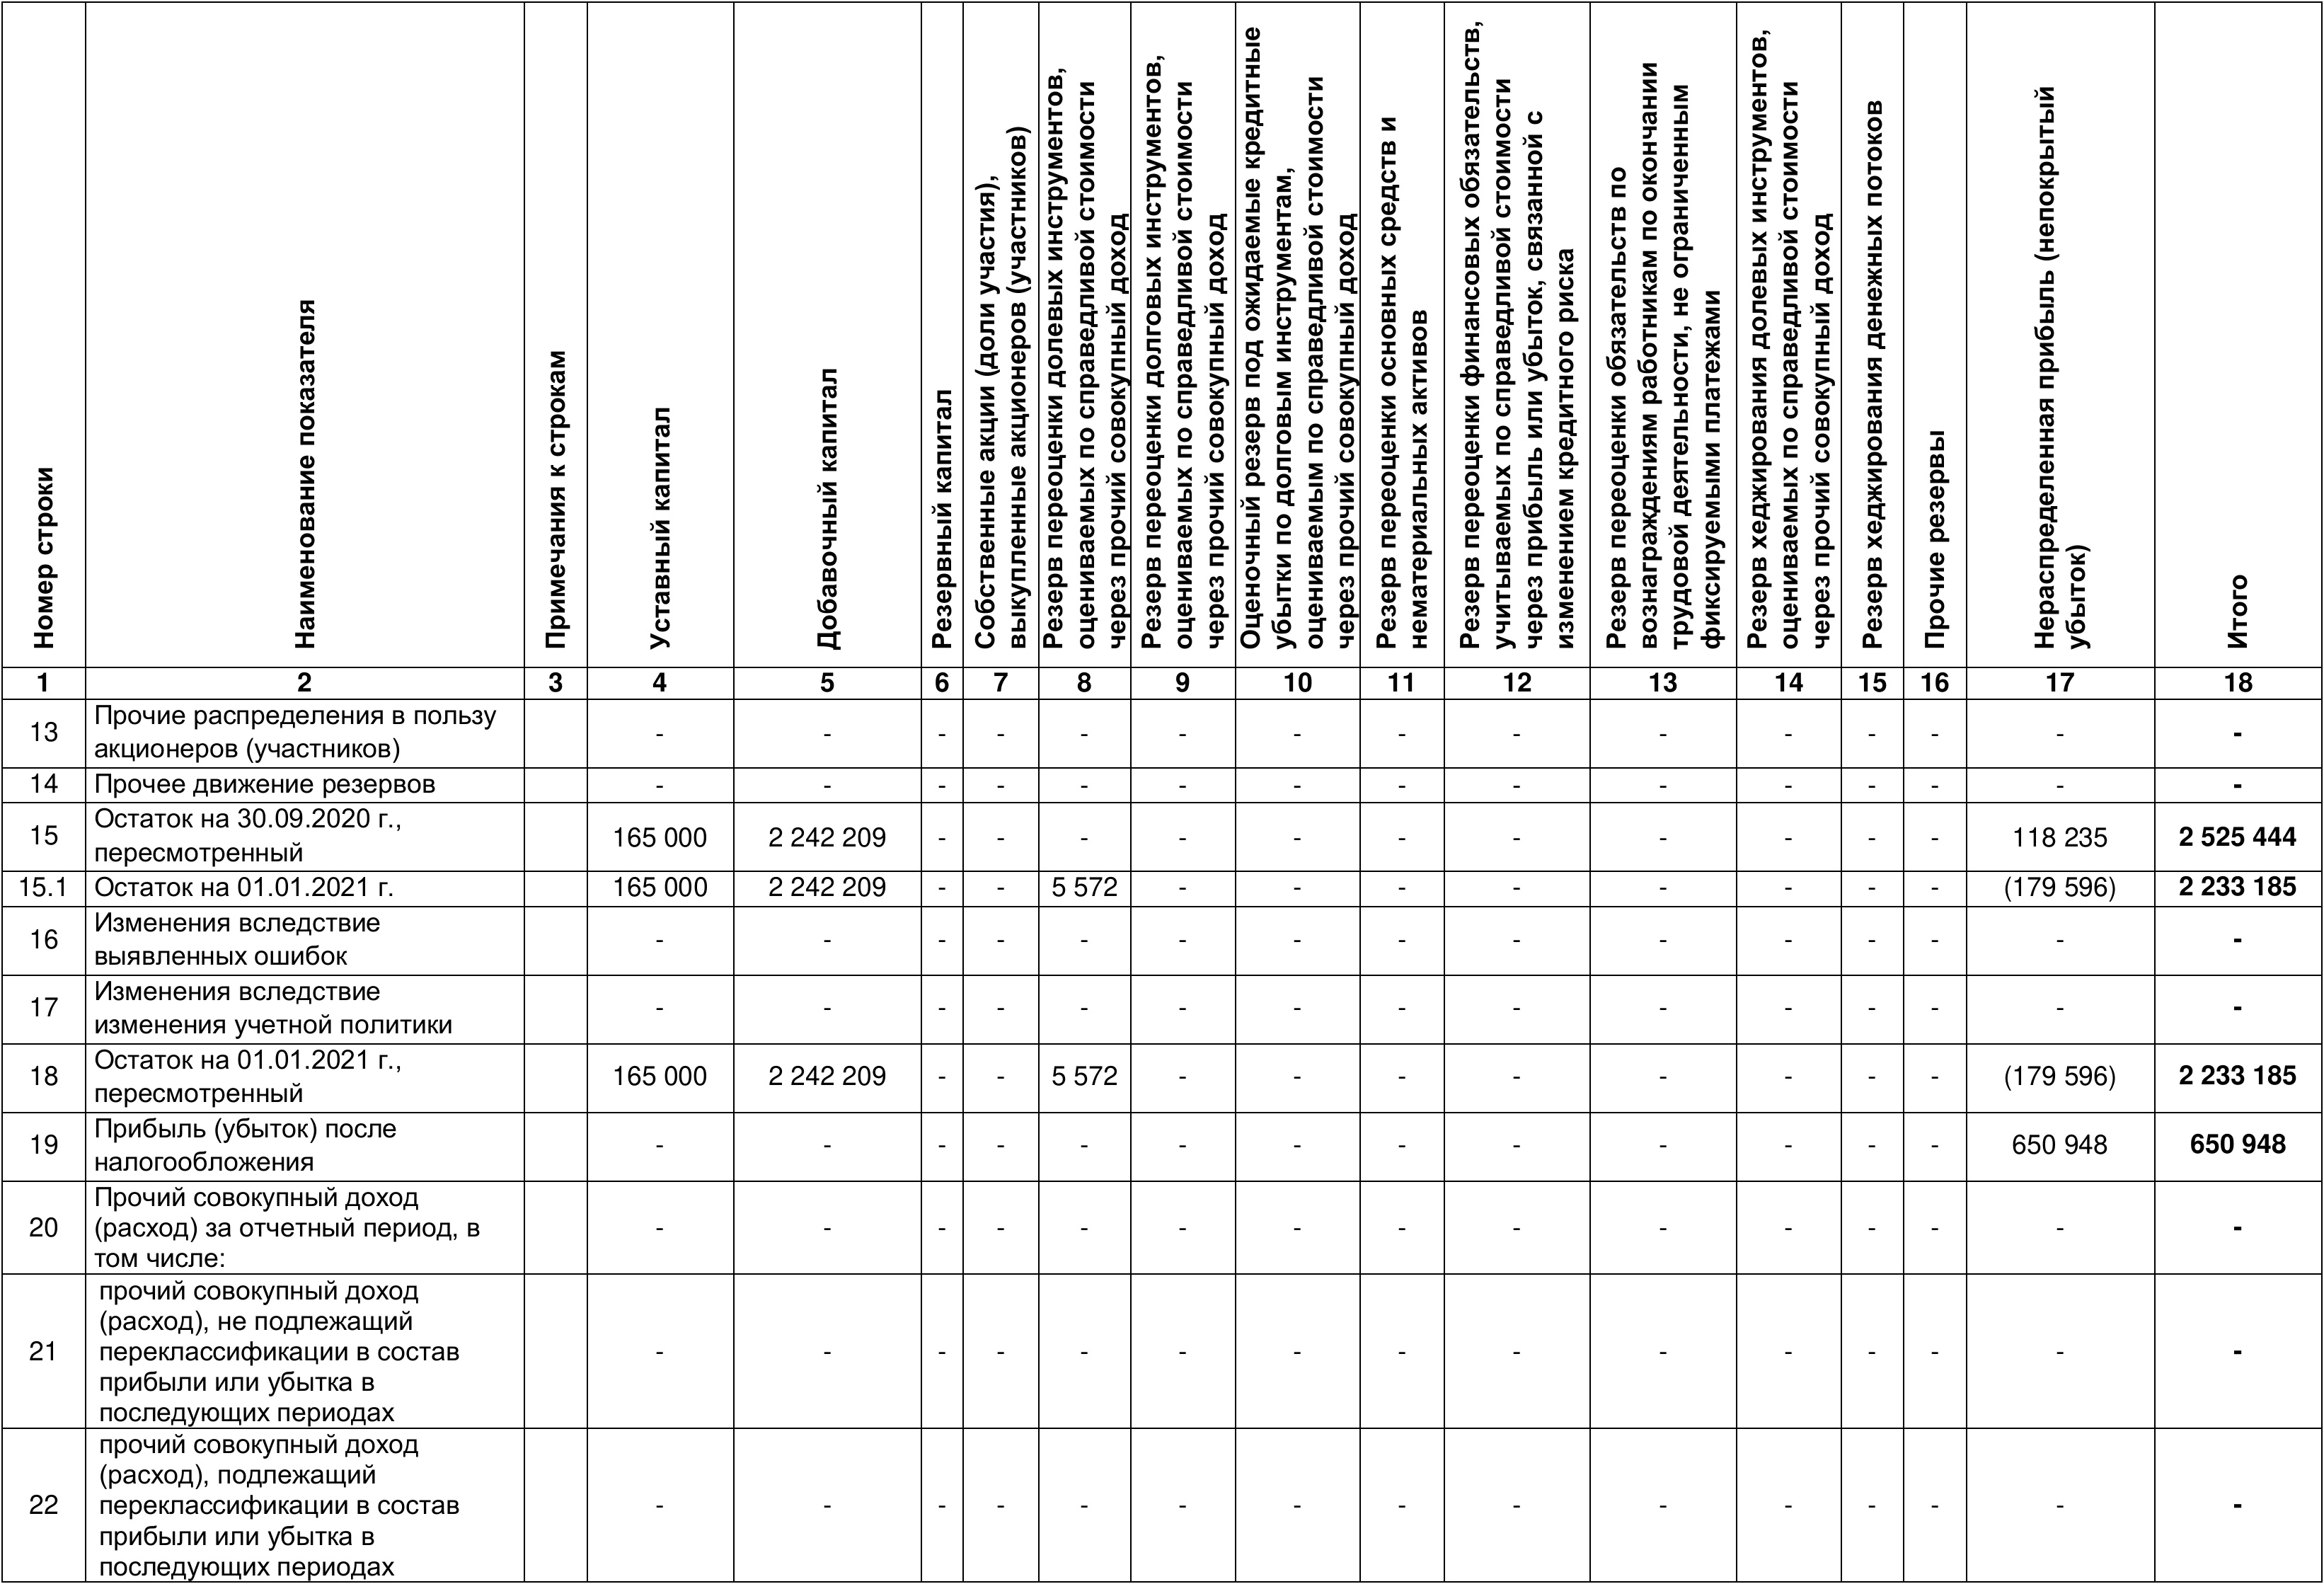 Номер строки
Наименование показателя
Примечания к строкам
Уставный капитал
Добавочный капитал
Резервный капитал
Собственные акции (доли участия),
выкупленные акционеров (участников)
Резерв переоценки долевых инструментов,
оцениваемых по справедливой стоимости
через прочий совокупный доход
Резерв переоценки долговых инструментов,
оцениваемых по справедливой стоимости
через прочий совокупный доход
Оценочный резерв под ожидаемые кредитные
убытки по долговым инструментам,
оцениваемым по справедливой стоимости
через прочий совокупный доход
Резерв переоценки основных средств и
нематериальных активов
Резерв переоценки финансовых обязательств,
учитываемых по справедливой стоимости
через прибыль или убыток, связанной с
изменением кредитного риска
Резерв переоценки обязательств по
вознаграждениям работникам по окончании
трудовой деятельности, не ограниченным
фиксируемыми платежами
Резерв хеджирования долевых инструментов,
оцениваемых по справедливой стоимости
через прочий совокупный доход
Резерв хеджирования денежных потоков
Прочие резервы
Нераспределенная прибыль (непокрытый
убыток)
Итого
1 2 3 4 5 6 7 8 9 10 11 12 13 14 15 16 17 18
13 Прочие распределения в пользу
акционеров (участников) - - - - - - - - - - - - - - -
14 Прочее движение резервов - - - - - - - - - - - - - - -
15 Остаток на 30.09.2020 г.,
пересмотренный 165 000 2 242 209 - - - - - - - - - - - 118 235 2 525 444
15.1 Остаток на 01.01.2021 г. 165 000 2 242 209 - - 5 572 - - - - - - - - (179 596) 2 233 185
16 Изменения вследствие
выявленных ошибок - - - - - - - - - - - - - - -
17 Изменения вследствие
изменения учетной политики - - - - - - - - - - - - - - -
18 Остаток на 01.01.2021 г.,
пересмотренный 165 000 2 242 209 - - 5 572 - - - - - - - - (179 596) 2 233 185
19 Прибыль (убыток) после
налогообложения - - - - - - - - - - - - - 650 948 650 948
20 Прочий совокупный доход
(расход) за отчетный период, в
том числе: - - - - - - - - - - - - - - -
21 прочий совокупный доход
(расход), не подлежащий
переклассификации в состав
прибыли или убытка в
последующих периодах - - - - - - - - - - - - - - -
22 прочий совокупный доход
(расход), подлежащий
переклассификации в состав
прибыли или убытка в
последующих периодах - - - - - - - - - - - - - - -